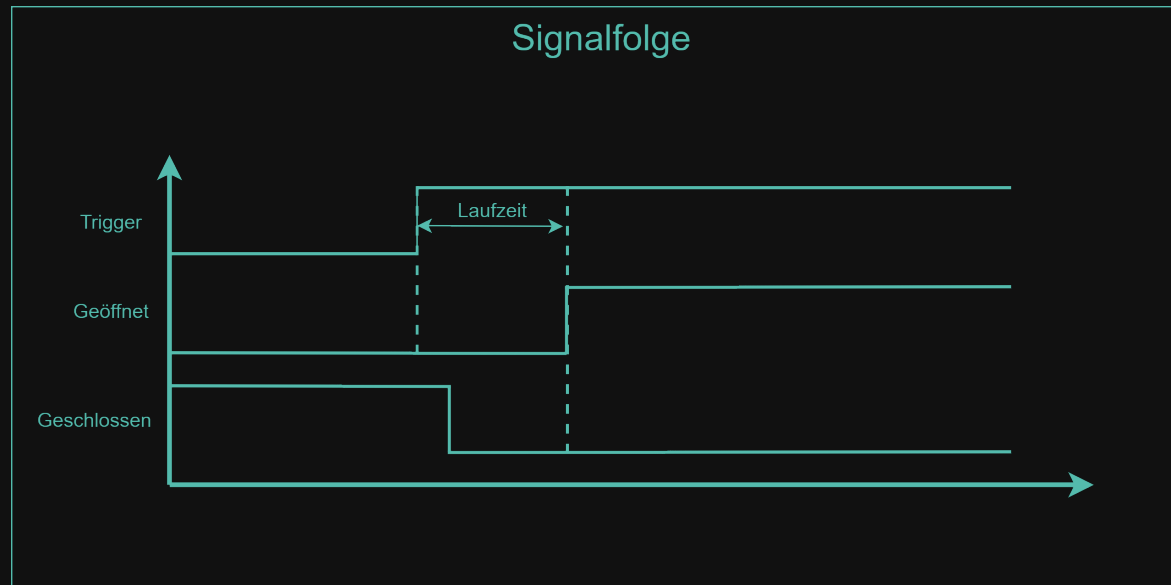 Signalfolge
Trigger
Laufzeit
Geöffnet
Geschlossen